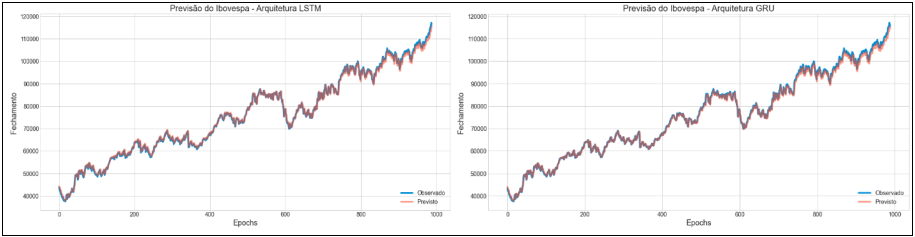 Previsão do Ibovespa - Arquitetura LSTM
120000
110000
100000
90000
80000
70000
60000
50000
40000
Fechamento
0 200 400 600 800 1000
Epochs
Observado
Previsto
Previsão do Ibovespa - Arquitetura GRU
120000
110000
100000
90000
80000
70000
60000
50000
40000
Fechamento
0 200 400 600 800 1000
Epochs
Observado
Previsto